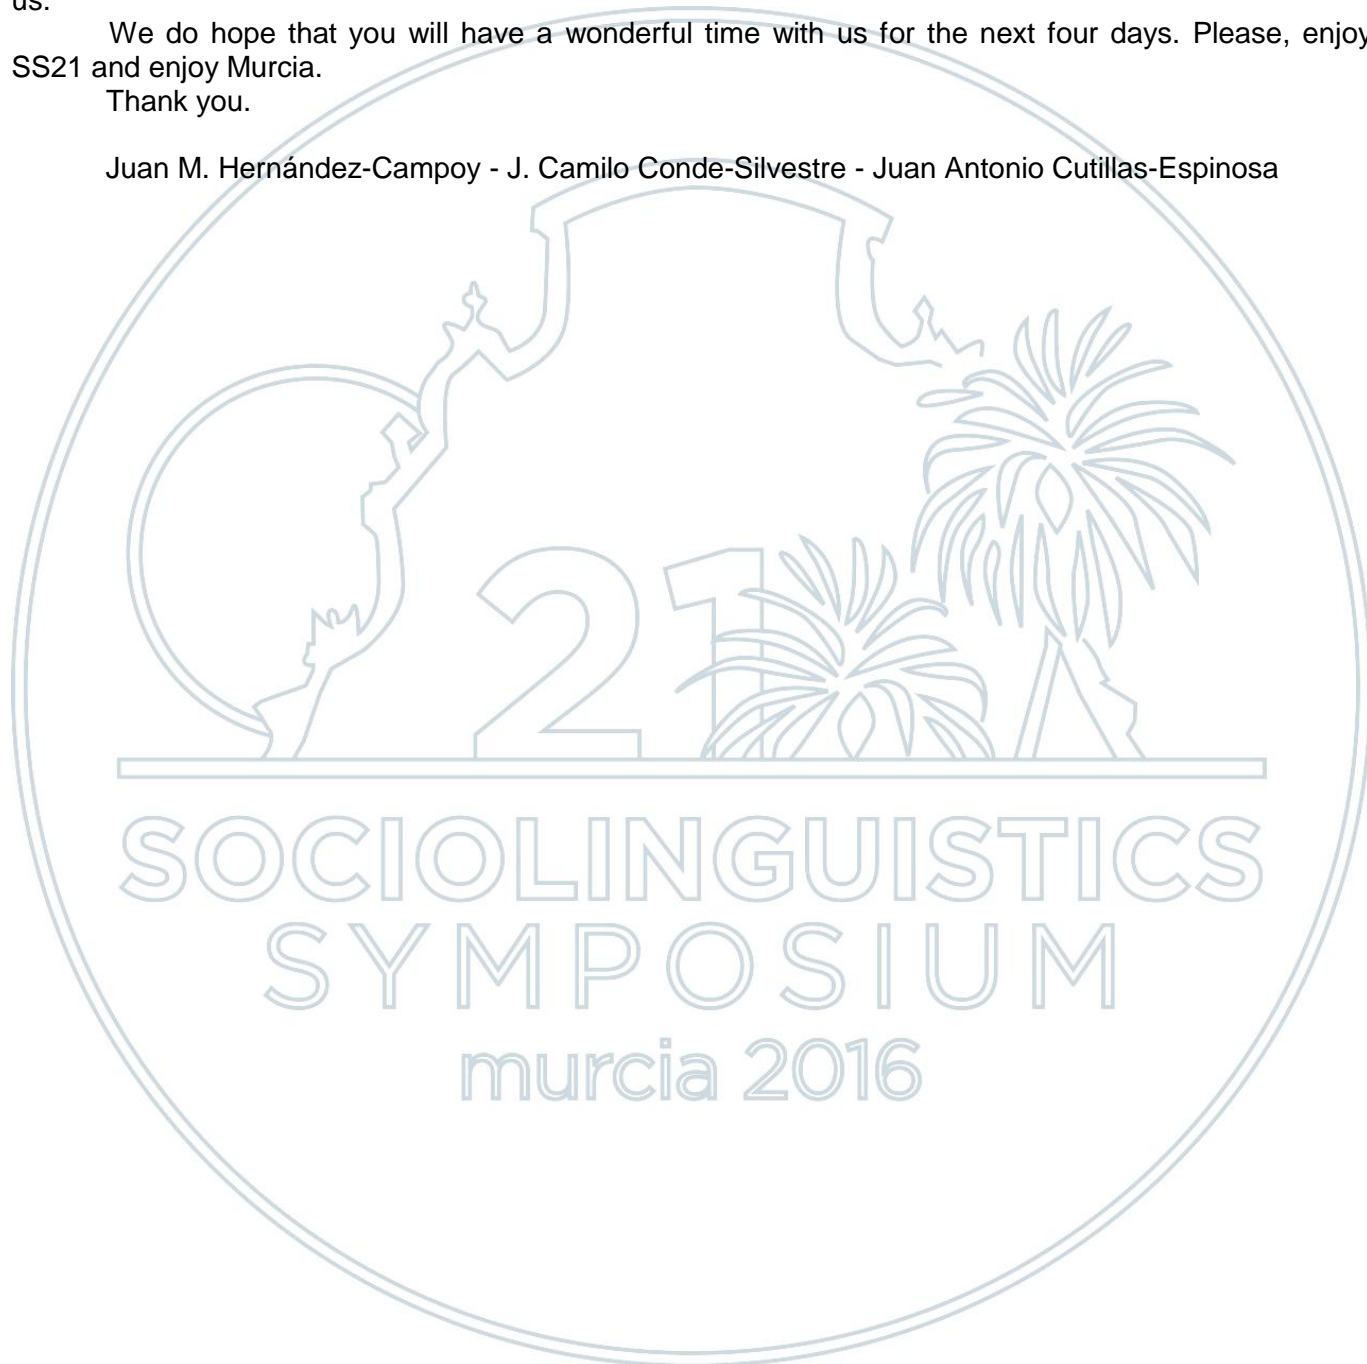 us.
We do hope that you will have a wonderful time with us for the next four days. Please, enjoy
SS21 and enjoy Murcia.
Thank you.
Juan M. Hernández-Campoy - J. Camilo Conde-Silvestre - Juan Antonio Cutillas-Espinosa
21
SOCIOLINGUISTICS
SYMPOSIUM
murcia 2016